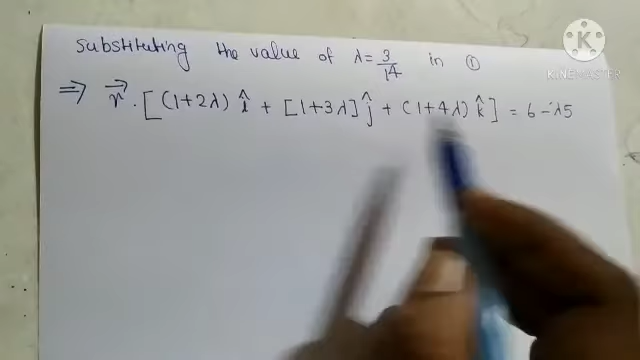 Substituting the value of λ = 3/14 in ①
⇒ r⃗ . [ (1+2λ) î + [1+3λ] ĵ + (1+4λ) k̂ ] = 6 - λ5
KINEMASTER